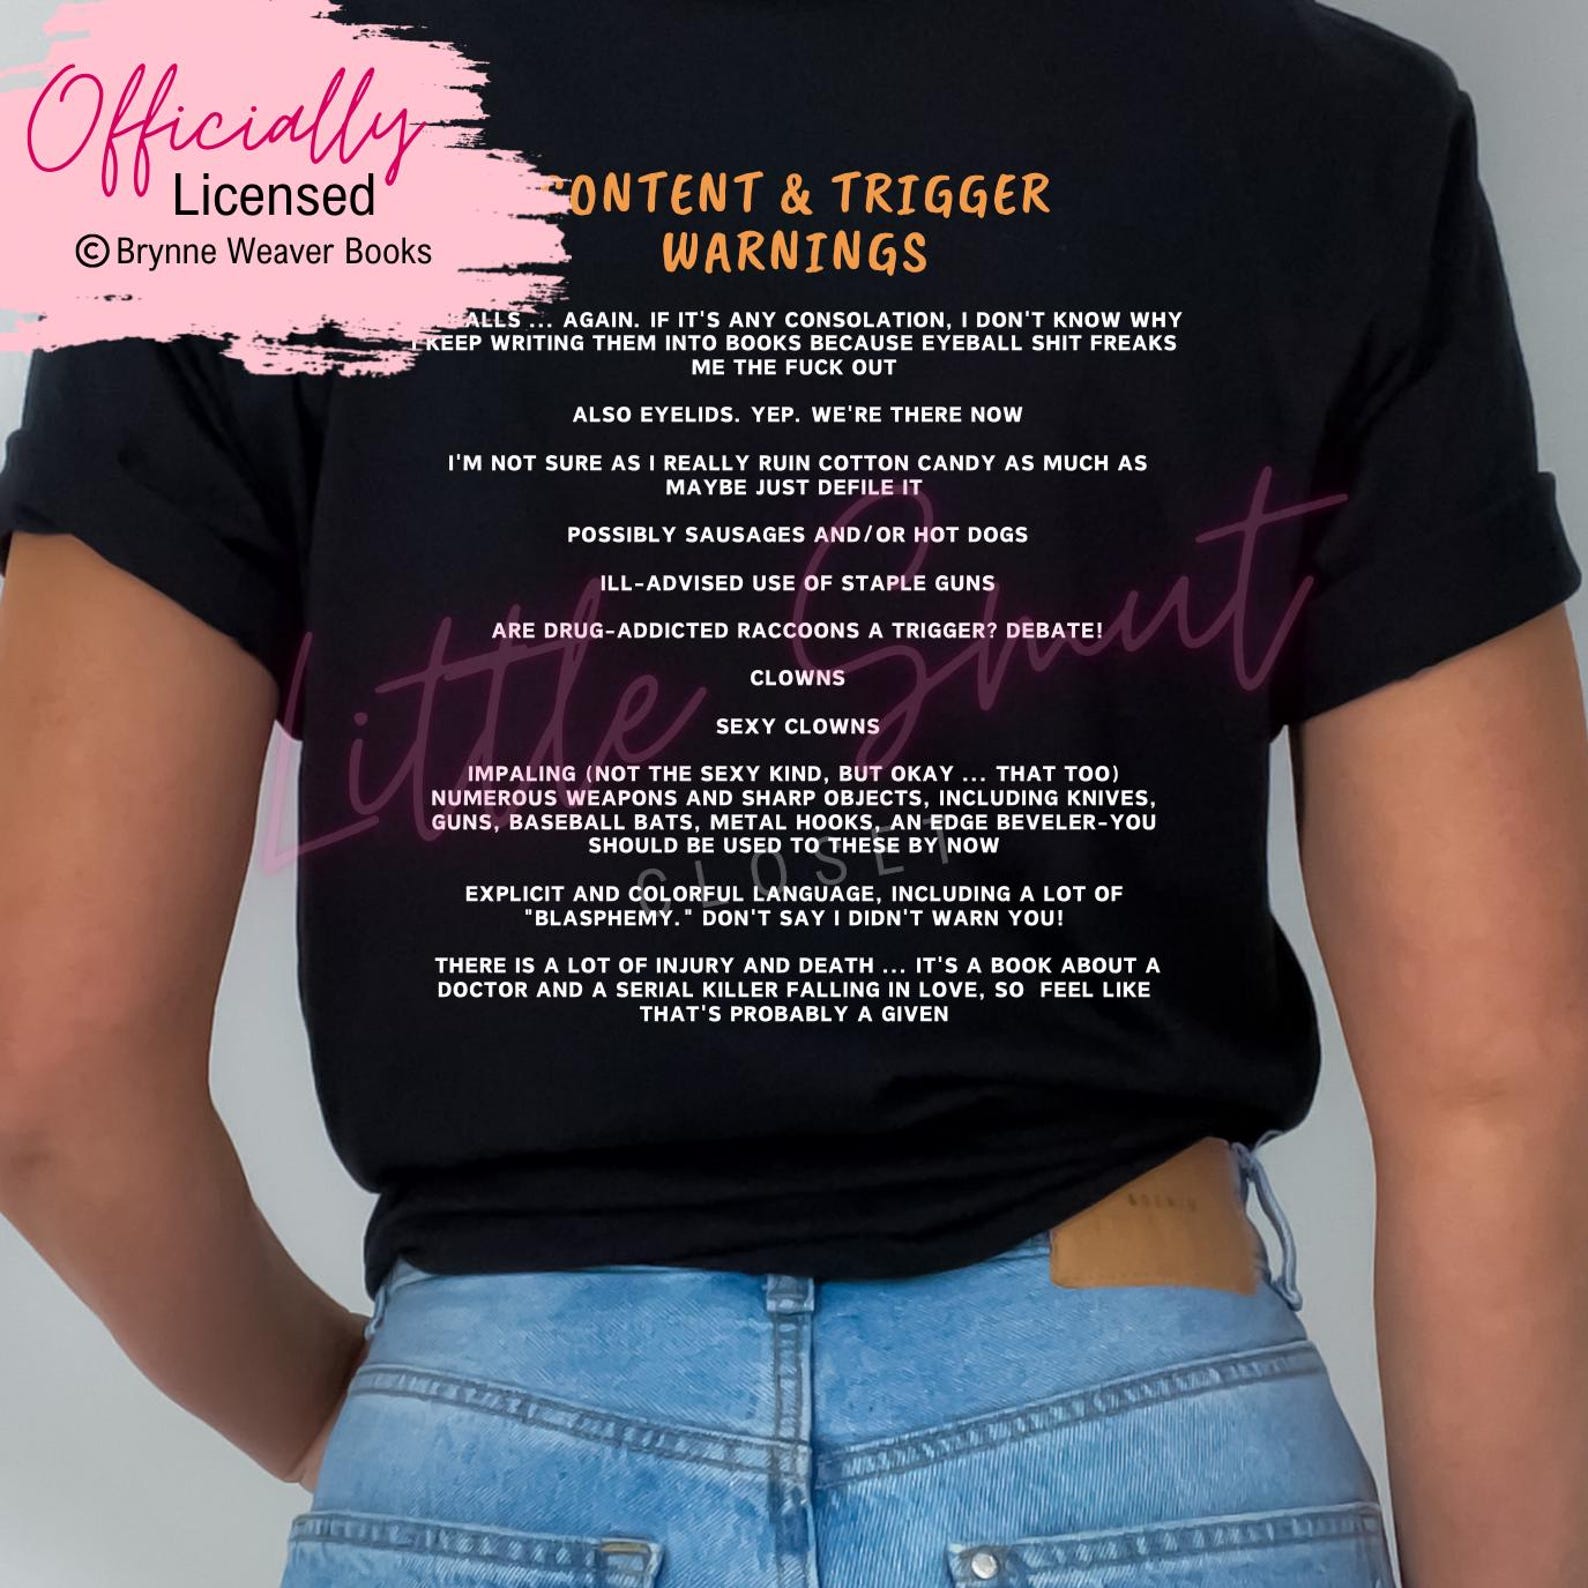 Officially
Licensed
© Brynne Weaver Books
CONTENT & TRIGGER
WARNINGS
... AGAIN. IF IT'S ANY CONSOLATION, I DON'T KNOW WHY
I KEEP WRITING THEM INTO BOOKS BECAUSE EYEBALL SHIT FREAKS
ME THE FUCK OUT
ALSO EYELIDS. YEP. WE'RE THERE NOW
I'M NOT SURE AS I REALLY RUIN COTTON CANDY AS MUCH AS
MAYBE JUST DEFILE IT
POSSIBLY SAUSAGES AND/OR HOT DOGS
ILL-ADVISED USE OF STAPLE GUNS
ARE DRUG-ADDICTED RACCOONS A TRIGGER? DEBATE!
CLOWNS
SEXY CLOWNS
IMPALING (NOT THE SEXY KIND, BUT OKAY ... THAT TOO)
NUMEROUS WEAPONS AND SHARP OBJECTS, INCLUDING KNIVES,
GUNS, BASEBALL BATS, METAL HOOKS, AN EDGE BEVELER-YOU
SHOULD BE USED TO THESE BY NOW
EXPLICIT AND COLORFUL LANGUAGE, INCLUDING A LOT OF
"BLASPHEMY." DON'T SAY I DIDN'T WARN YOU!
THERE IS A LOT OF INJURY AND DEATH ... IT'S A BOOK ABOUT A
DOCTOR AND A SERIAL KILLER FALLING IN LOVE, SO FEEL LIKE
THAT'S PROBABLY A GIVEN
Little Smut
CLOSET